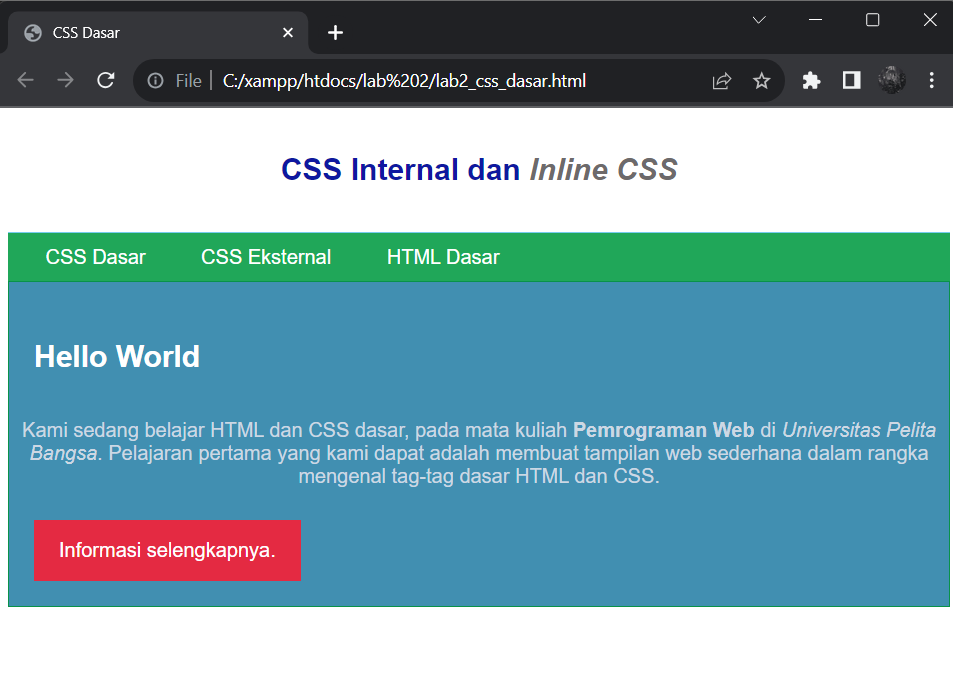 CSS Dasar
File | C:/xampp/htdocs/lab%202/lab2_css_dasar.html
CSS Internal dan Inline CSS
CSS Dasar CSS Eksternal HTML Dasar
Hello World
Kami sedang belajar HTML dan CSS dasar, pada mata kuliah Pemrograman Web di Universitas Pelita
Bangsa. Pelajaran pertama yang kami dapat adalah membuat tampilan web sederhana dalam rangka
mengenal tag-tag dasar HTML dan CSS.
Informasi selengkapnya.